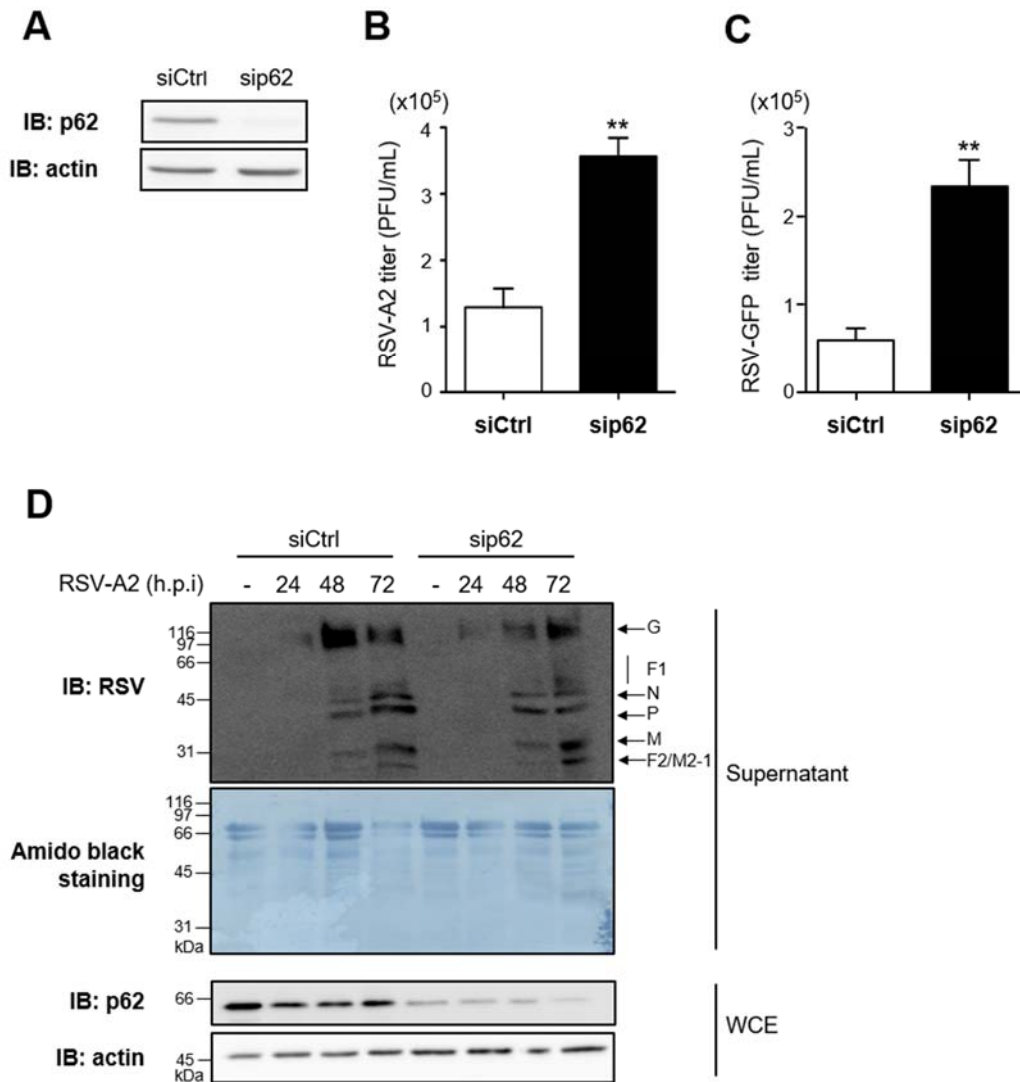 A
siCtrl sip62
IB: p62
IB: actin
B
(x10⁵)
RSV-A2 titer (PFU/mL)
4
3
2
1
0
**
siCtrl sip62
C
(x10⁵)
RSV-GFP titer (PFU/mL)
3
2
1
0
**
siCtrl sip62
D
siCtrl sip62
RSV-A2 (h.p.i) - 24 48 72 - 24 48 72
IB: RSV
116
97
66
45
31
G
F1
N
P
M
F2/M2-1
Supernatant
Amido black
staining
116
97
66
45
31
kDa
IB: p62
66
IB: actin
45
kDa
WCE